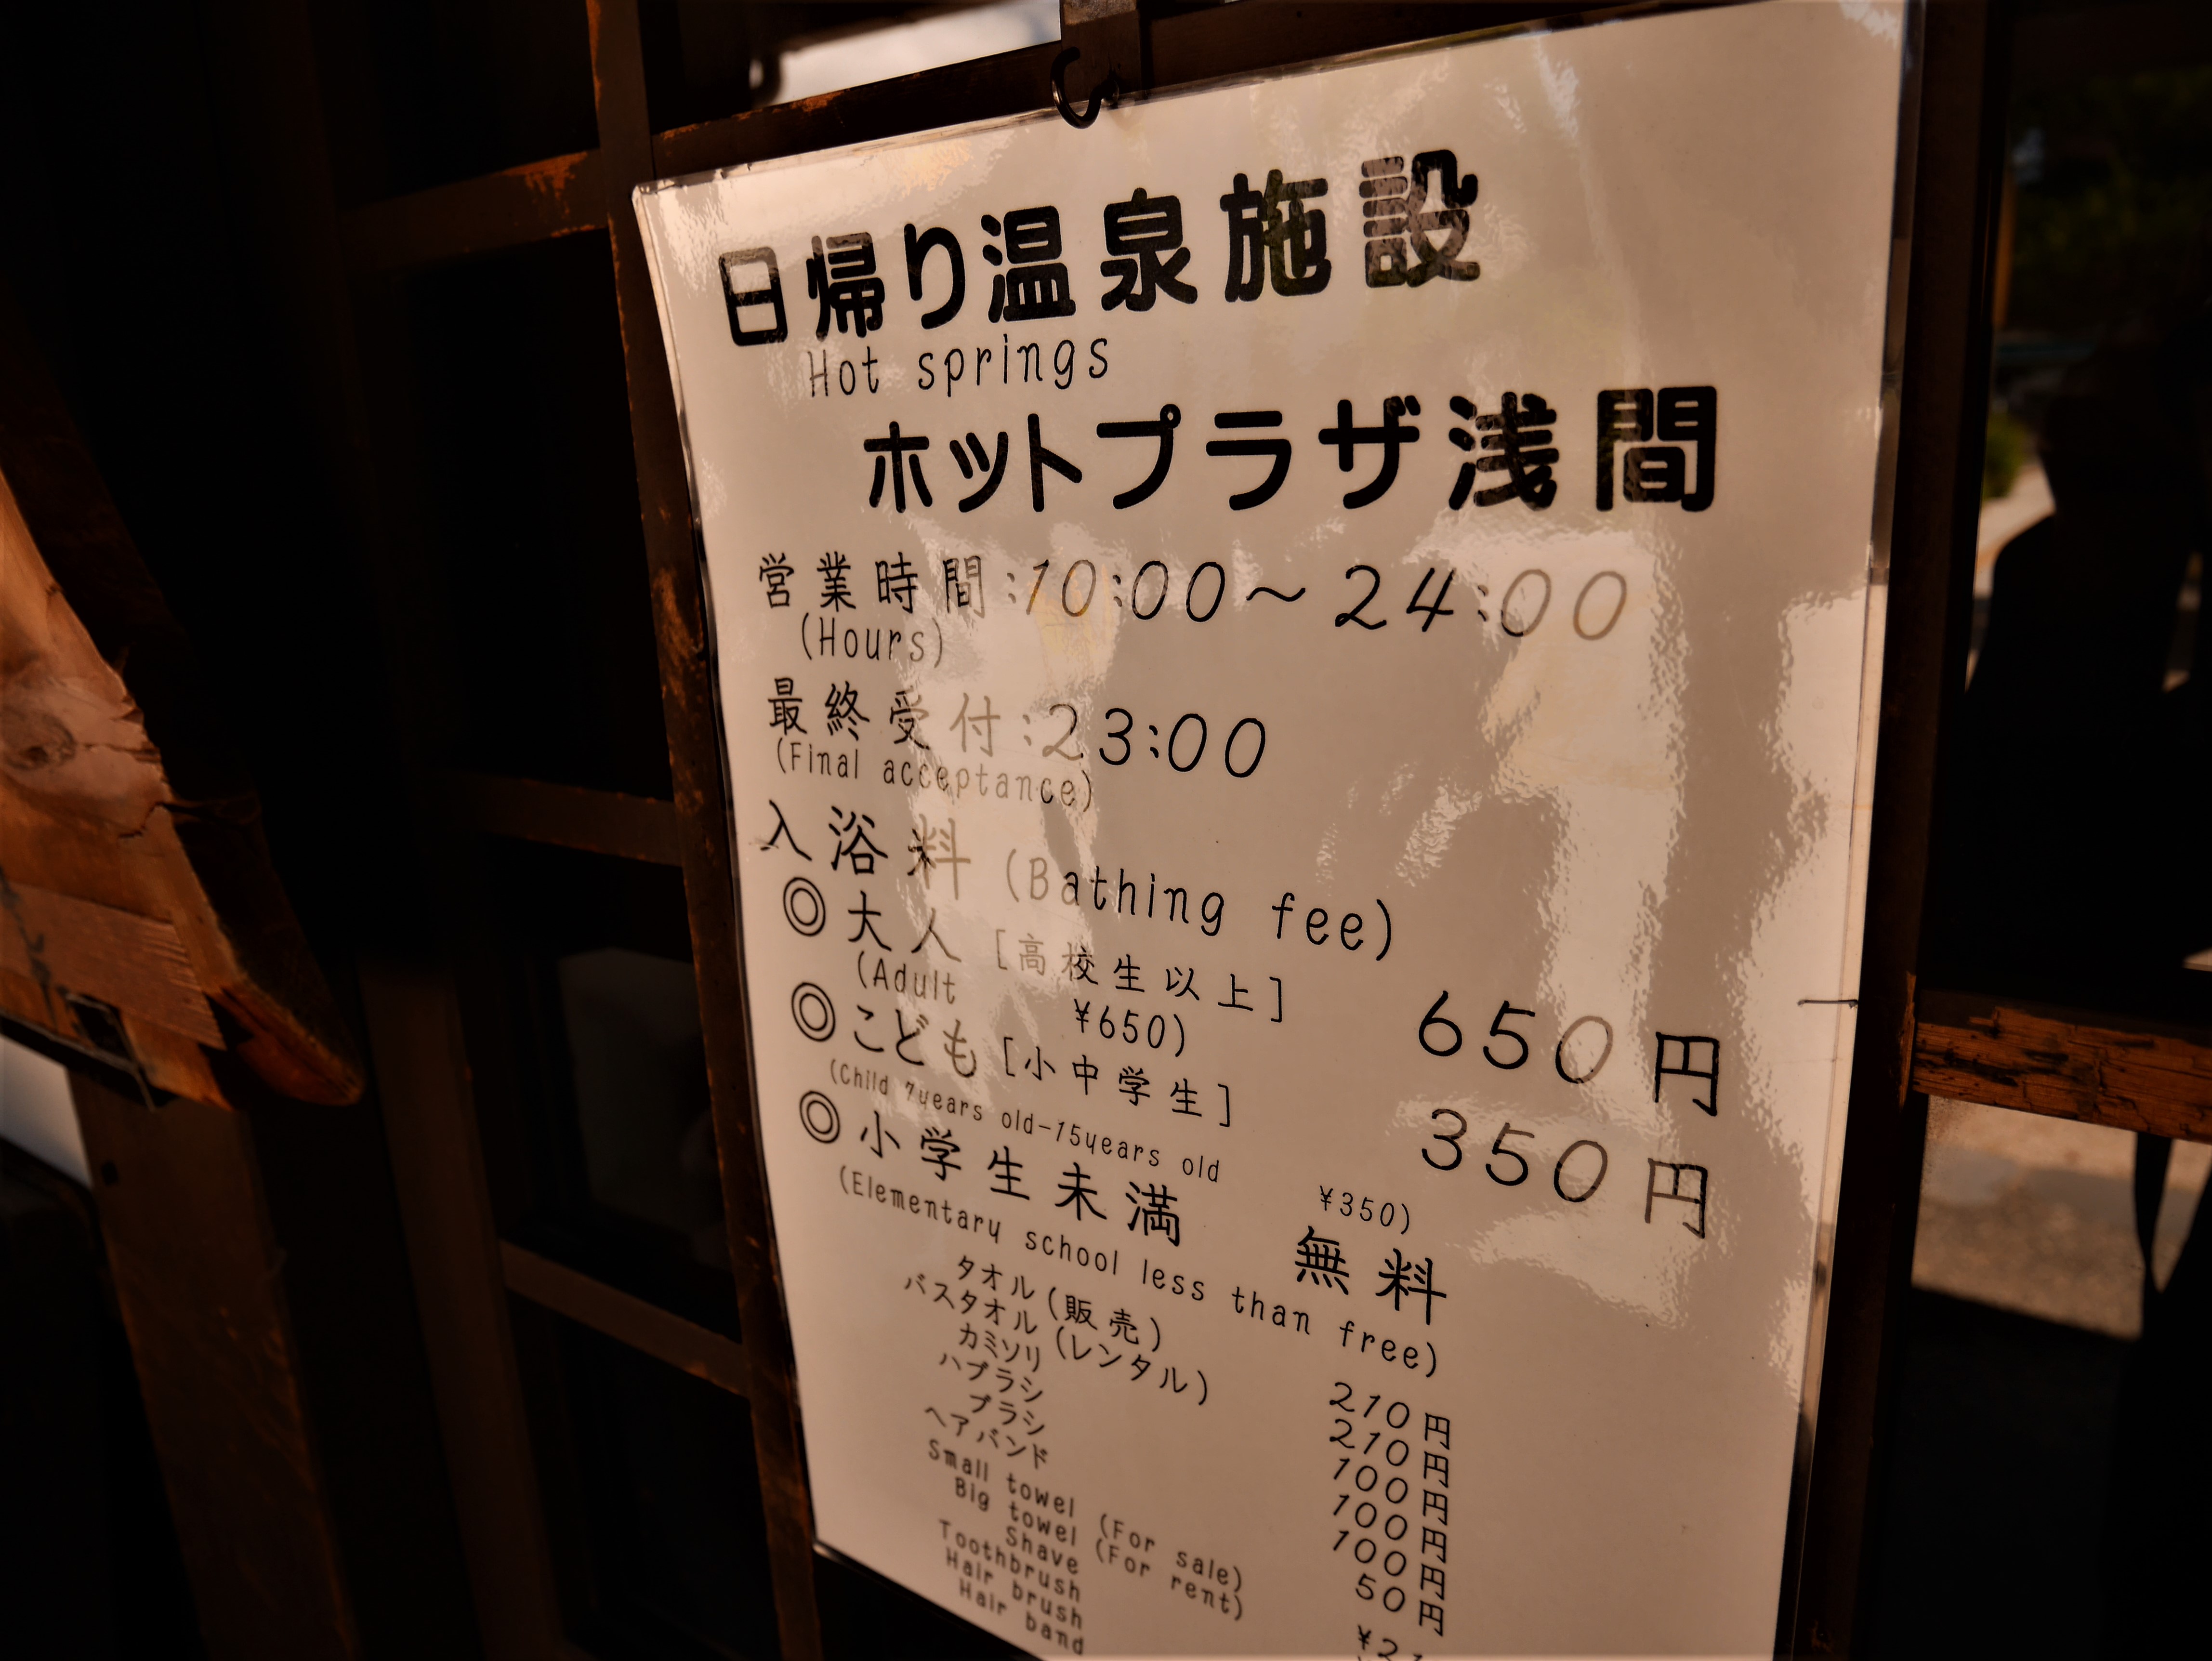 日帰り温泉施設
Hot springs
ホットプラザ浅間
営業時間:10:00～24:00
(Hours)
最終受付:23:00
(Final acceptance)
入浴料 (Bathing fee)
◎大人 [高校生以上] 650円
(Adult ¥650)
◎こども [小中学生] 350円
(Child 7years old-15years old ¥350)
◎小学生未満 無料
(Elementary school less than free)
タオル (販売) 210円
バスタオル (レンタル) 210円
カミソリ 100円
ハブラシ 100円
ブラシ 100円
ヘアバンド 50円
Small towel (For sale)
Big towel (For rent)
Shave
Toothbrush
Hair brush
Hair band